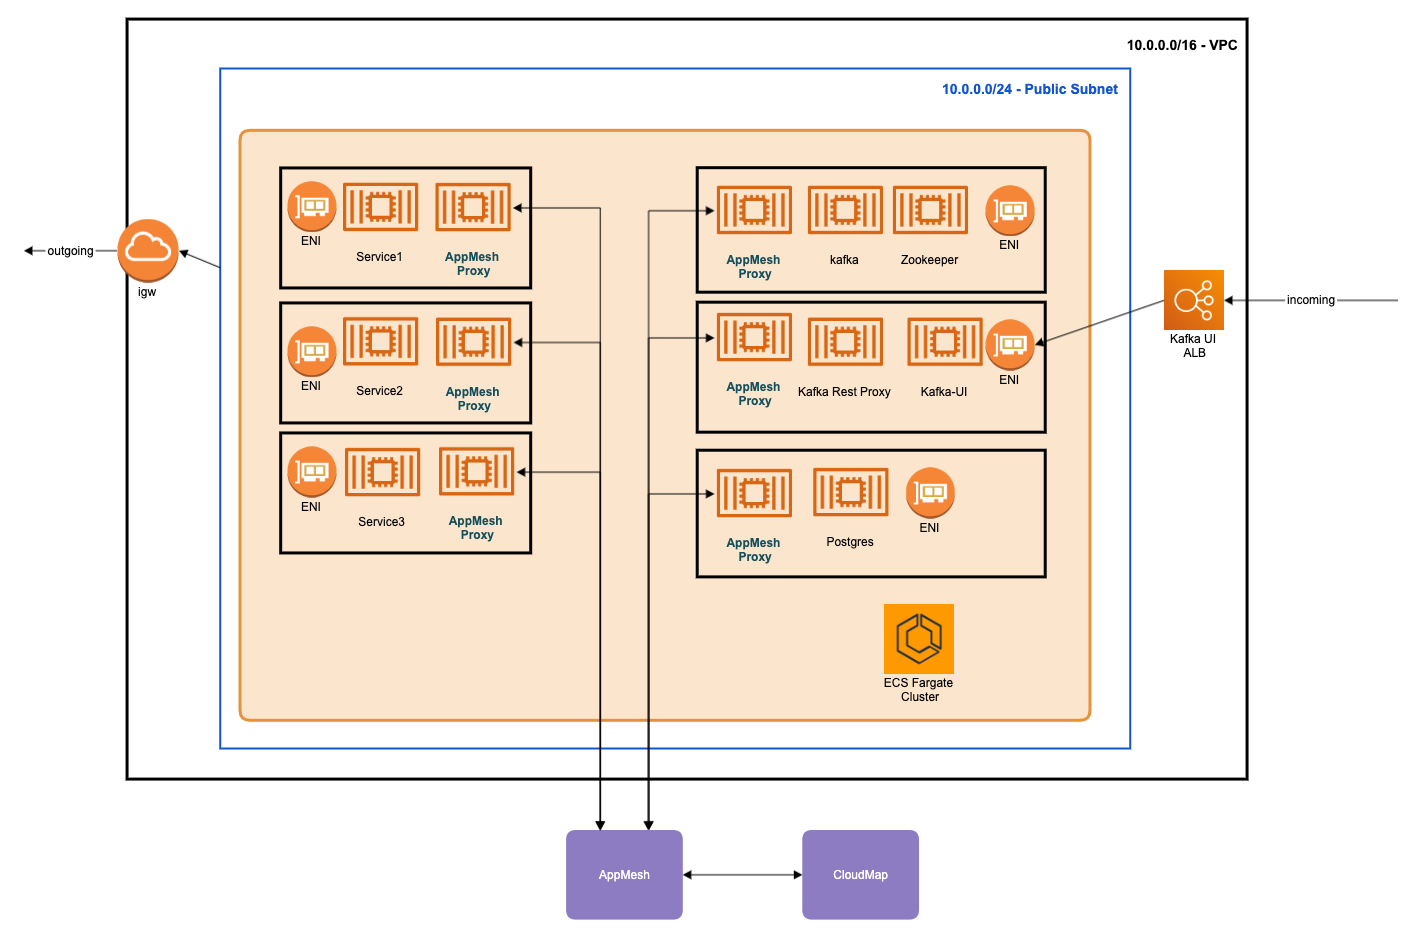 10.0.0.0/16 - VPC
10.0.0.0/24 - Public Subnet
ENI
Service1
AppMesh
Proxy
AppMesh
Proxy
kafka
Zookeeper
ENI
outgoing
igw
incoming
Kafka UI
ALB
ENI
Service2
AppMesh
Proxy
AppMesh
Proxy
Kafka Rest Proxy
Kafka-UI
ENI
ENI
Service3
AppMesh
Proxy
AppMesh
Proxy
Postgres
ENI
ECS Fargate
Cluster
AppMesh
CloudMap